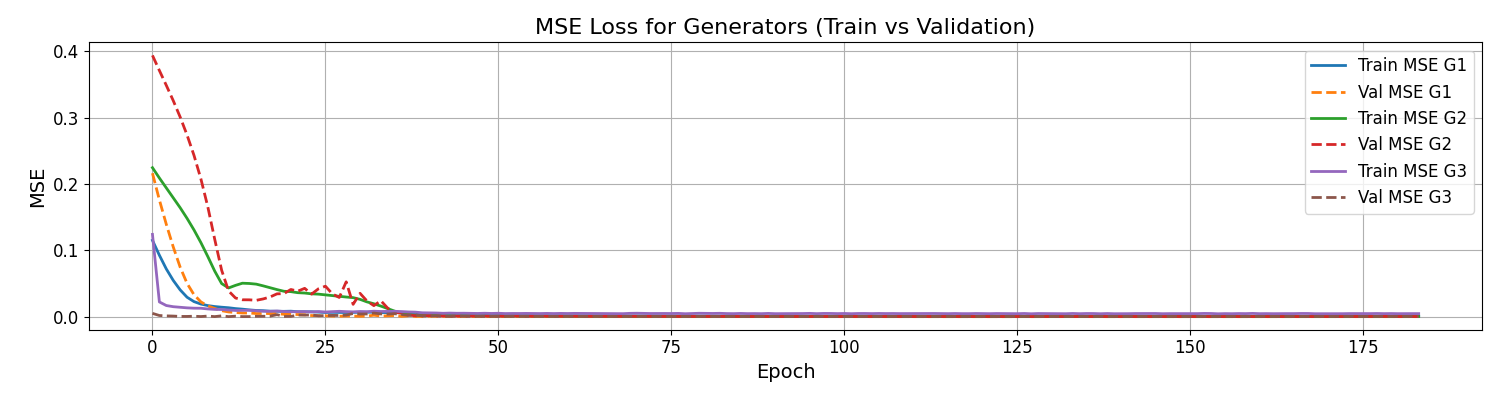 MSE Loss for Generators (Train vs Validation)
MSE
0.4
0.3
0.2
0.1
0.0
0 25 50 75 100 125 150 175
Epoch
Train MSE G1
Val MSE G1
Train MSE G2
Val MSE G2
Train MSE G3
Val MSE G3